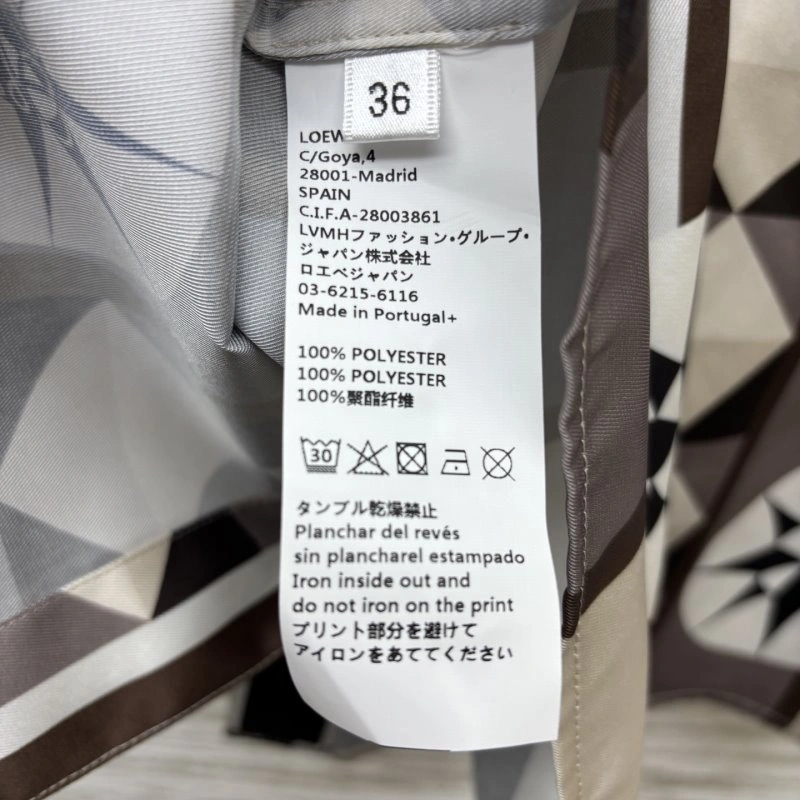 36
LOEW
C/Goya,4
28001-Madrid
SPAIN
C.I.F.A-28003861
LVMHファッション・グループ・
ジャパン株式会社
ロエベジャパン
03-6215-6116
Made in Portugal+
100% POLYESTER
100% POLYESTER
100%聚酯纤维
30
タンブル乾燥禁止
Planchar del revés
sin plancharel estampado
Iron inside out and
do not iron on the print
プリント部分を避けて
アイロンをあててください